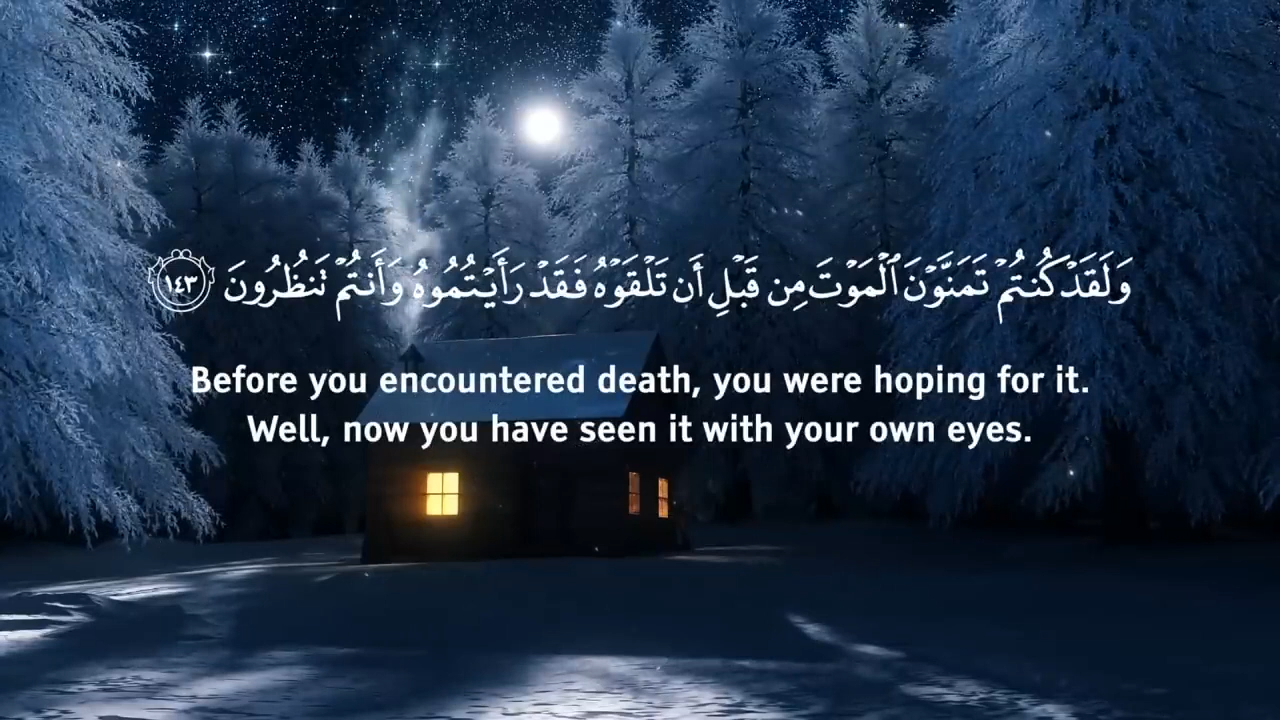 وَلَقَدْ كُنتُمْ تَمَنَّوْنَ ٱلْمَوْتَ مِن قَبْلِ أَن تَلْقَوْهُ فَقَدْ رَأَيْتُمُوهُ وَأَنتُمْ تَنظُرُونَ ١٤٣
Before you encountered death, you were hoping for it.
Well, now you have seen it with your own eyes.